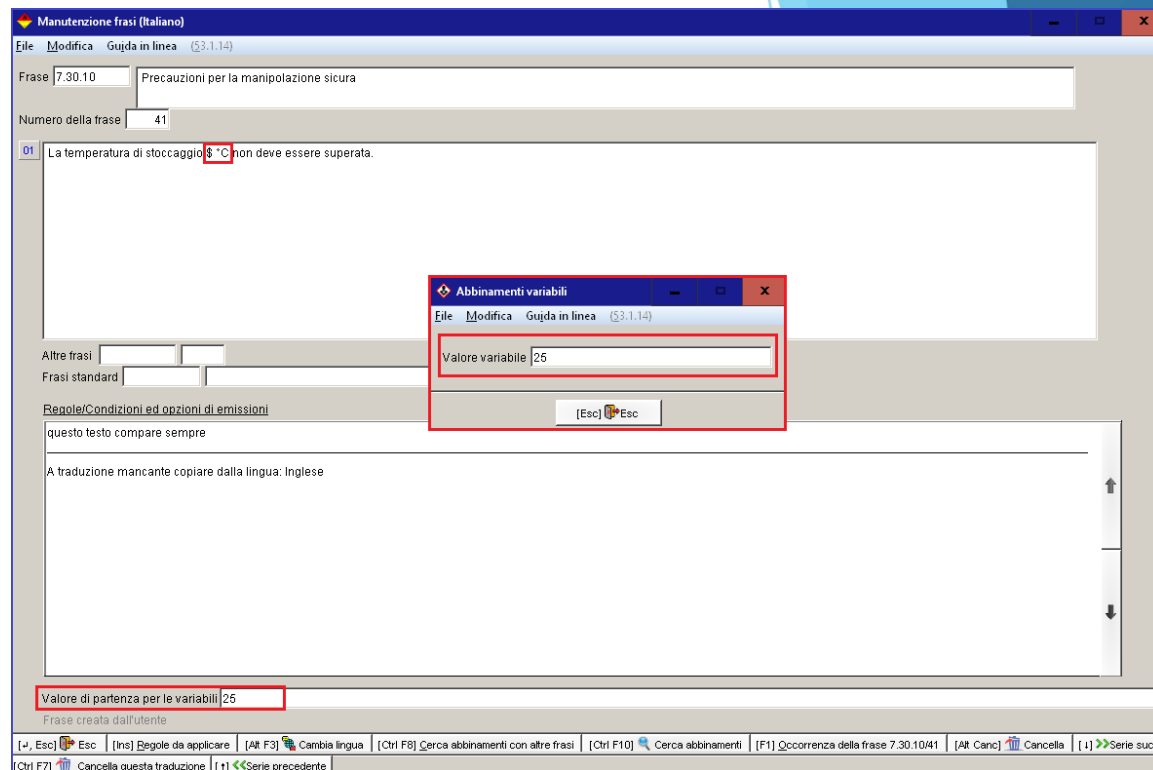 Manutenzione frasi (Italiano)
File Modifica Guida in linea (53.1.14)
Frase 7.30.10 Precauzioni per la manipolazione sicura
Numero della frase 41
01 La temperatura di stoccaggio $ °C non deve essere superata.
Abbinamenti variabili
File Modifica Guida in linea (53.1.14)
Valore variabile 25
[Esc] Esc
Altre frasi
Frasi standard
Regole/Condizioni ed opzioni di emissioni
questo testo compare sempre
A traduzione mancante copiare dalla lingua: Inglese
Valore di partenza per le variabili 25
Frase creata dall'utente
[↵, Esc] Esc [Ins] Regole da applicare [Alt F3] Cambia lingua [Ctrl F8] Cerca abbinamenti con altre frasi [Ctrl F10] Cerca abbinamenti [F1] Occorrenza della frase 7.30.10/41 [Alt Canc] Cancella [↓] >>Serie suc
[Ctrl F7] Cancella questa traduzione [↑] <<Serie precedente